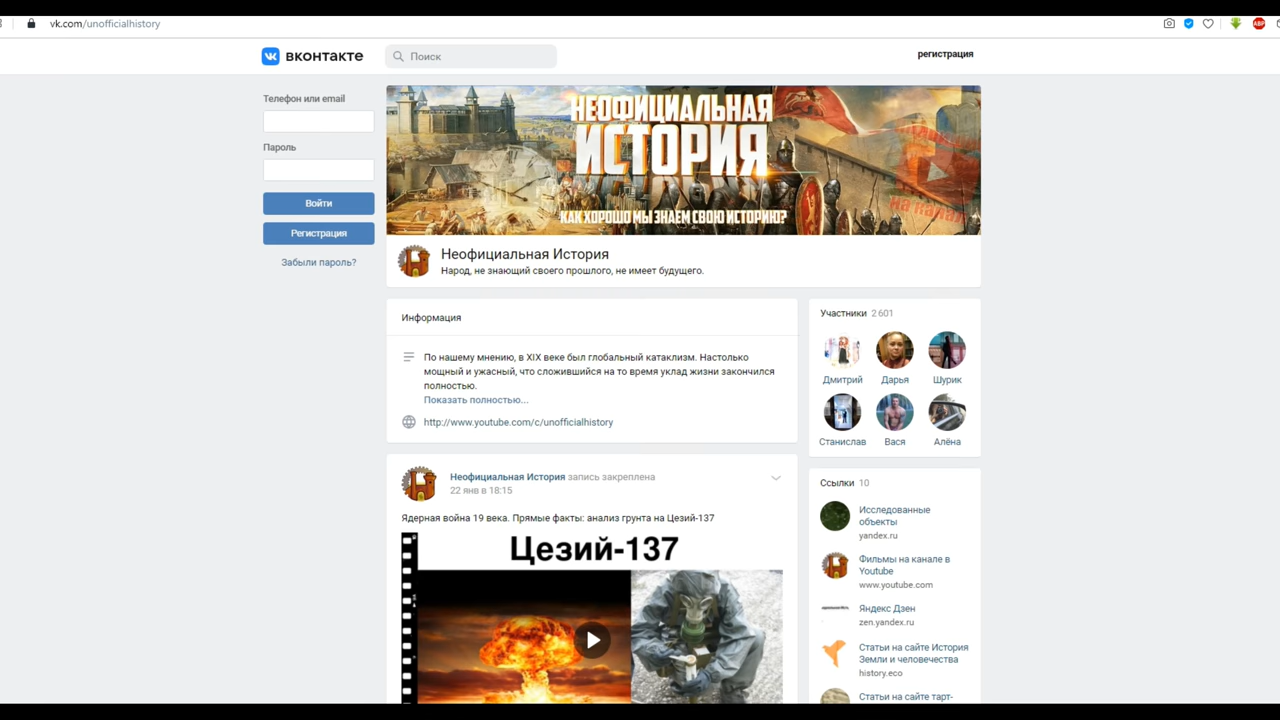 vk.com/unofficialhistory
ABP
вконтакте
Поиск
регистрация
Телефон или email
Пароль
Войти
Регистрация
Забыли пароль?
НЕОФИЦИАЛЬНАЯ
ИСТОРИЯ
КАК ХОРОШО МЫ ЗНАЕМ СВОЮ ИСТОРИЮ?
на канал
Неофициальная История
Народ, не знающий своего прошлого, не имеет будущего.
Информация
По нашему мнению, в XIX веке был глобальный катаклизм. Настолько
мощный и ужасный, что сложившийся на то время уклад жизни закончился
полностью.
Показать полностью...
http://www.youtube.com/c/unofficialhistory
Неофициальная История запись закреплена
22 янв в 18:15
Ядерная война 19 века. Прямые факты: анализ грунта на Цезий-137
Цезий-137
Участники 2 601
Дмитрий Дарья Шурик
Станислав Вася Алёна
Ссылки 10
Исследованные
объекты
yandex.ru
Фильмы на канале в
Youtube
www.youtube.com
Яндекс Дзен
zen.yandex.ru
Статьи на сайте История
Земли и человечества
history.eco
Статьи на сайте тарт-